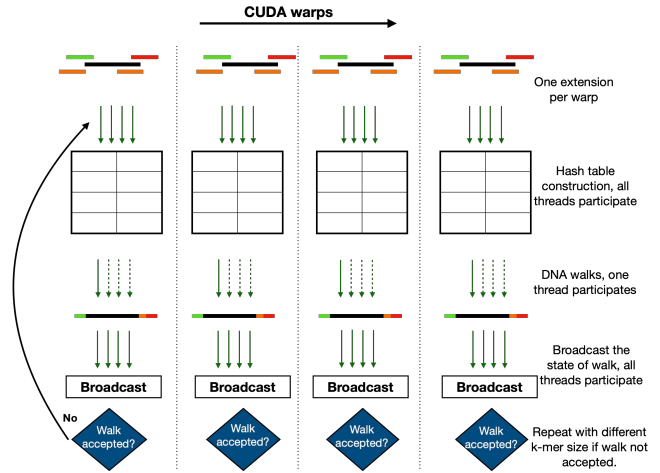 CUDA warps
One extension
per warp
Hash table
construction, all
threads participate
DNA walks, one
thread participates
Broadcast the
state of walk, all
threads participate
Broadcast
Broadcast
Broadcast
Broadcast
No
Walk
accepted?
Walk
accepted?
Walk
accepted?
Walk
accepted?
Repeat with different
k-mer size if walk not
accepted.